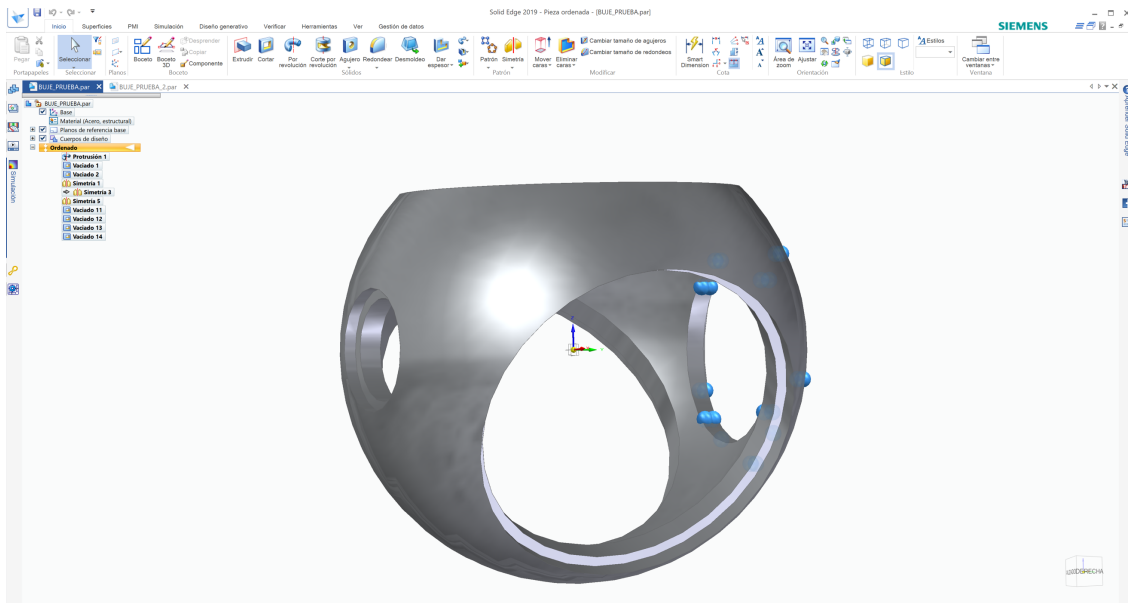 Solid Edge 2019 - Pieza ordenada - [BUJE_PRUEBA.par]
Inicio Superficies PMI Simulación Diseño generativo Verificar Herramientas Ver Gestión de datos
SIEMENS
Pegar
Portapapeles
Seleccionar
Seleccionar
Planos
Boceto
Boceto 3D
Desprender
Copiar
Componente
Boceto
Extruir
Cortar
Por revolución
Corte por revolución
Agujero
Redondear
Desmoldeo
Dar espesor
Sólidos
Patrón
Simetría
Patrón
Mover caras
Eliminar caras
Cambiar tamaño de agujeros
Cambiar tamaño de redondeos
Modificar
Smart Dimension
Cota
Área de zoom
Ajustar
Orientación
Estilos
Estilo
Cambiar entre ventanas
Ventana
BUJE_PRUEBA.par
BUJE_PRUEBA_2.par
BUJE_PRUEBA.par
Base
Material (Acero, estructural)
Planos de referencia base
Cuerpos de diseño
Ordenado
Protrusión 1
Vaciado 1
Vaciado 2
Simetría 1
Simetría 3
Simetría 5
Vaciado 11
Vaciado 12
Vaciado 13
Vaciado 14
Simulación
DERECHA